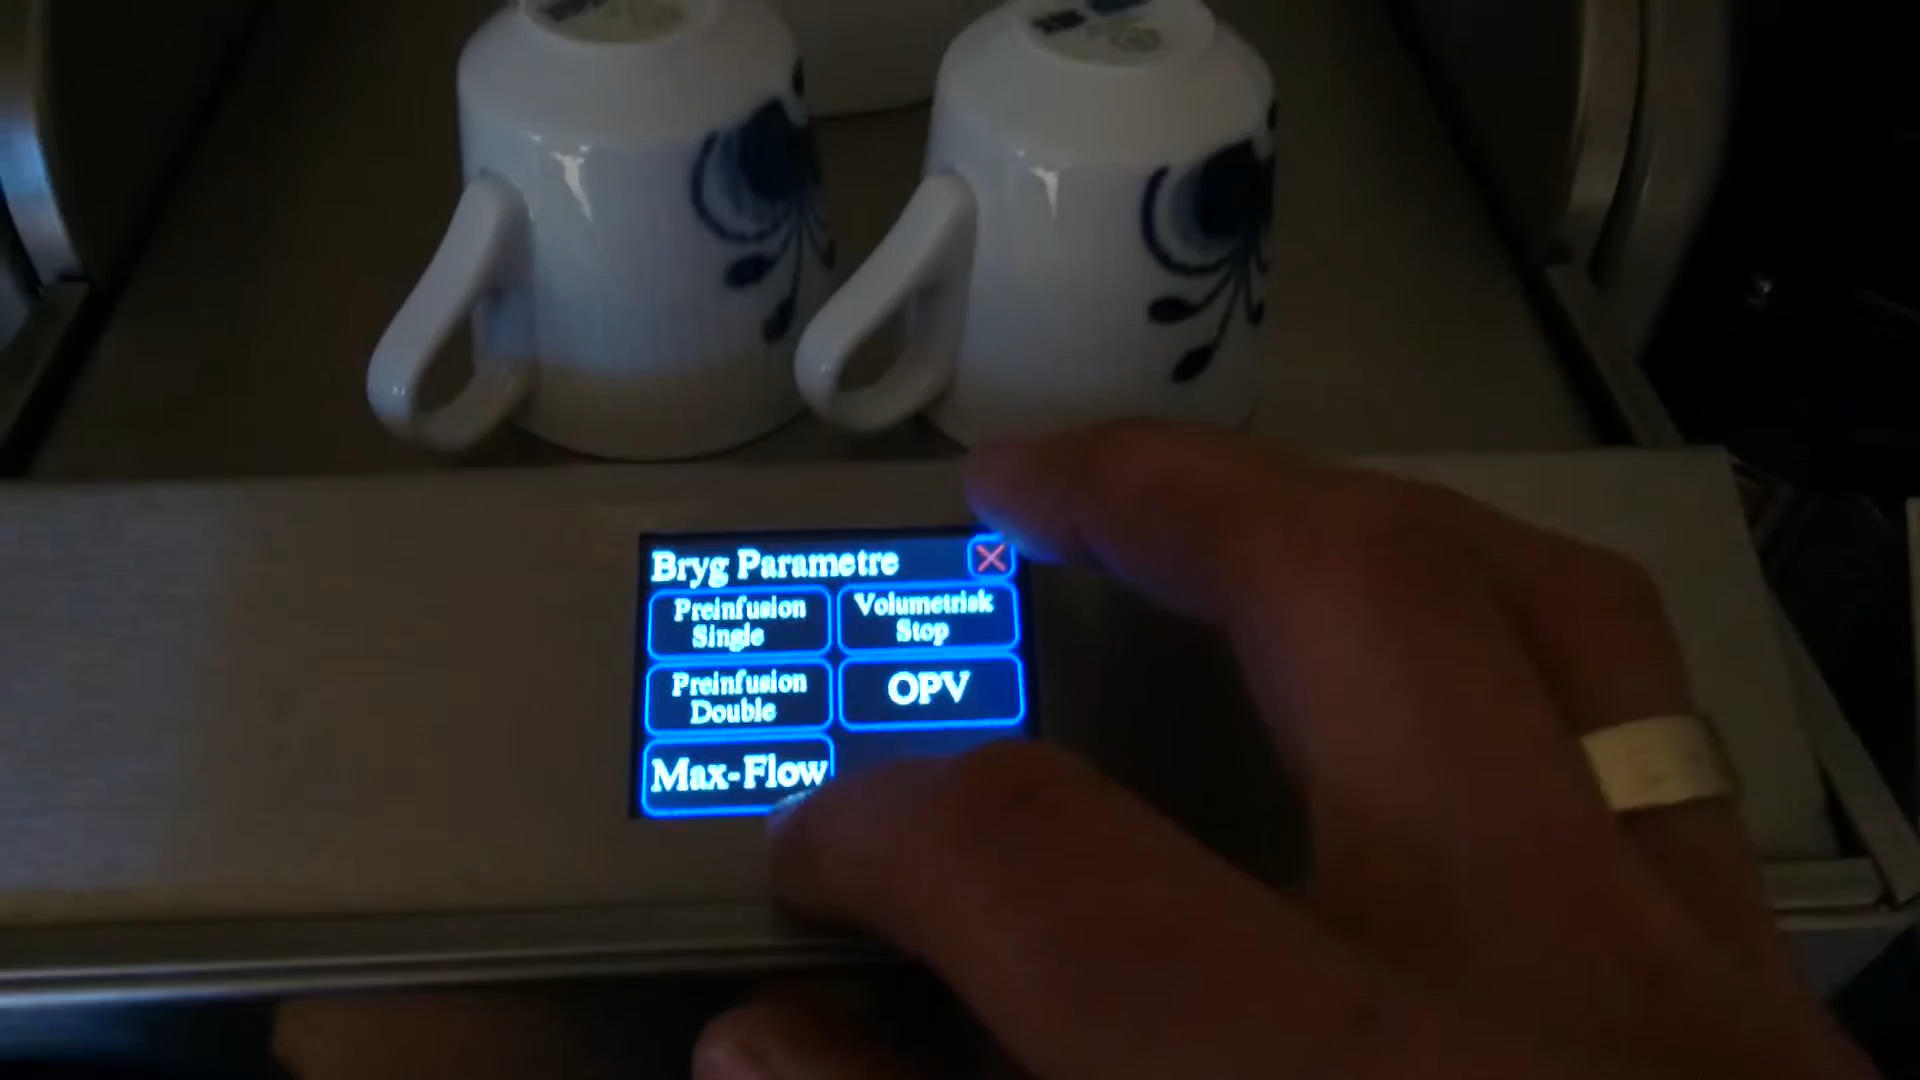 Bryg Parametre
Preinfusion
Single
Volumetrisk
Stop
Preinfusion
Double
OPV
Max-Flow